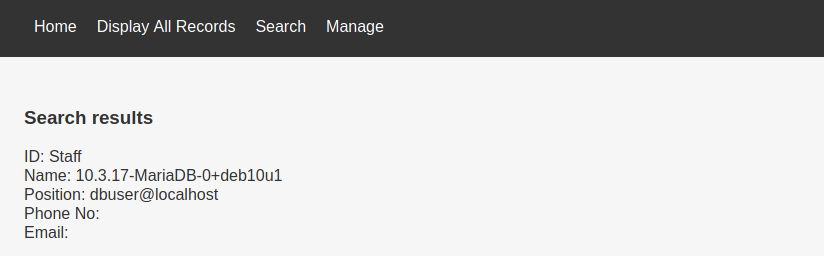 Home Display All Records Search Manage
Search results
ID: Staff
Name: 10.3.17-MariaDB-0+deb10u1
Position: dbuser@localhost
Phone No:
Email: